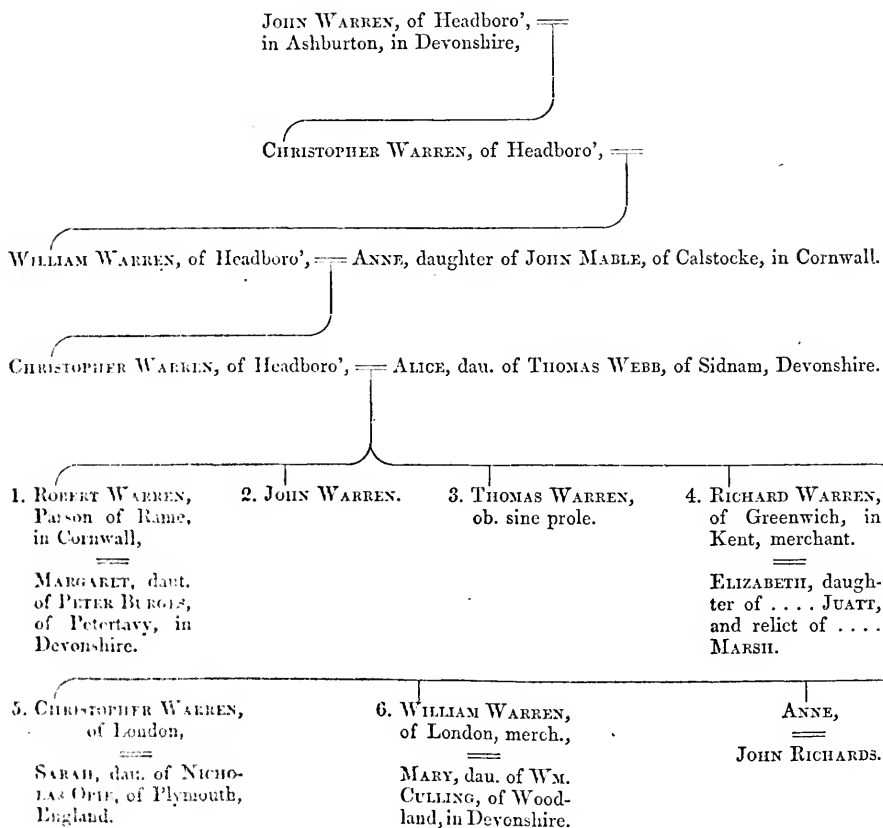 JOHN WARREN, of Headboro',
in Ashburton, in Devonshire,
CHRISTOPHER WARREN, of Headboro',
WILLIAM WARREN, of Headboro', ANNE, daughter of JOHN MABLE, of Calstocke, in Cornwall.
CHRISTOPHER WARREN, of Headboro', ALICE, dau. of THOMAS WEBB, of Sidnam, Devonshire.
1. ROBERT WARREN,
Parson of Rame,
in Cornwall,
MARGARET, daut.
of PETER BURGIS,
of Petertavy, in
Devonshire.
2. JOHN WARREN.
3. THOMAS WARREN,
ob. sine prole.
4. RICHARD WARREN,
of Greenwich, in
Kent, merchant.
ELIZABETH, daugh-
ter of .... JUATT,
and relict of ....
MARSH.
5. CHRISTOPHER WARREN,
of London,
SARAH, dau. of NICHO-
LAS OPIE, of Plymouth,
England.
6. WILLIAM WARREN,
of London, merch.,
MARY, dau. of WM.
CULLING, of Wood-
land, in Devonshire.
ANNE,
JOHN RICHARDS.